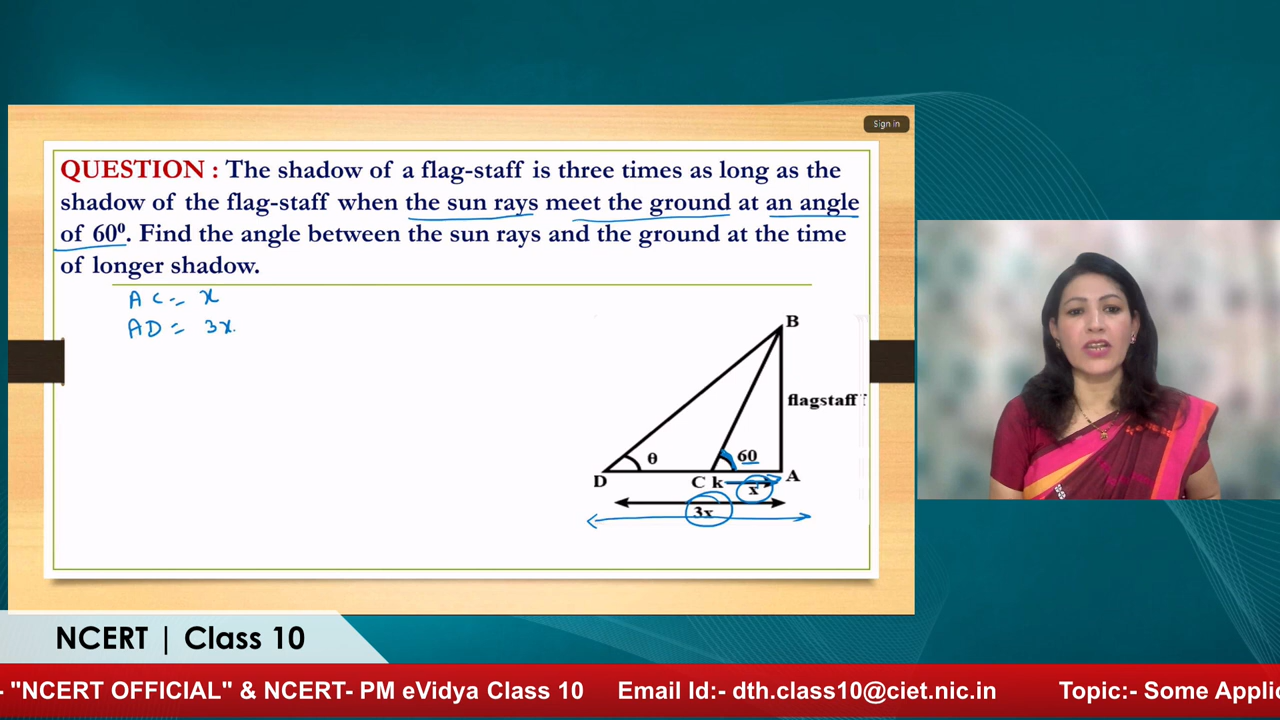 Sign in
QUESTION : The shadow of a flag-staff is three times as long as the
shadow of the flag-staff when the sun rays meet the ground at an angle
of 60⁰. Find the angle between the sun rays and the ground at the time
of longer shadow.
AC = x
AD = 3x.
B
flagstaff
θ
60
D
C
A
x
3x
NCERT | Class 10
- "NCERT OFFICIAL" & NCERT- PM eVidya Class 10 Email Id:- dth.class10@ciet.nic.in Topic:- Some Applic